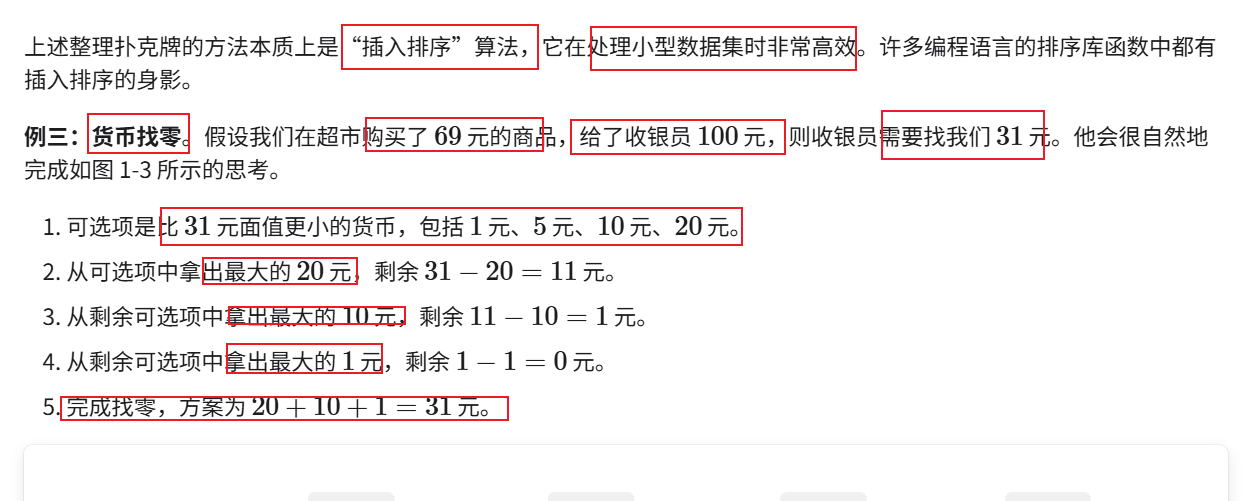 上述整理扑克牌的方法本质上是“插入排序”算法，它在处理小型数据集时非常高效。许多编程语言的排序库函数中都有
插入排序的身影。
例三：货币找零。假设我们在超市购买了 69 元的商品，给了收银员 100 元，则收银员需要找我们 31 元。他会很自然地
完成如图 1-3 所示的思考。
1. 可选项是比 31 元面值更小的货币，包括 1 元、5 元、10 元、20 元。
2. 从可选项中拿出最大的 20 元，剩余 31 − 20 = 11 元。
3. 从剩余可选项中拿出最大的 10 元，剩余 11 − 10 = 1 元。
4. 从剩余可选项中拿出最大的 1 元，剩余 1 − 1 = 0 元。
5. 完成找零，方案为 20 + 10 + 1 = 31 元。